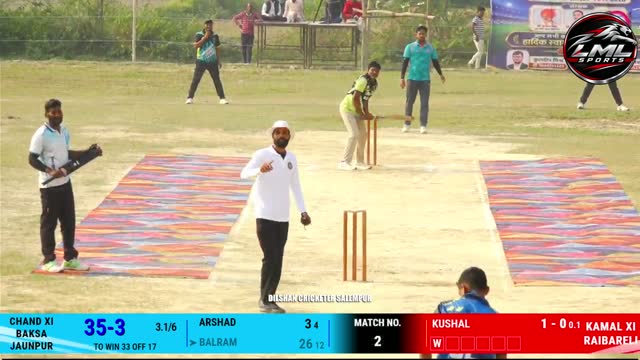 LML
SPORTS
DILSHAN CRICKETER SALEMPUR
CHAND XI
BAKSA
JAUNPUR
35-3
3.1/6
TO WIN 33 OFF 17
ARSHAD 3 4
BALRAM 26 12
MATCH NO.
2
KUSHAL 1 - 0 0.1
W
KAMAL XI
RAIBARELI